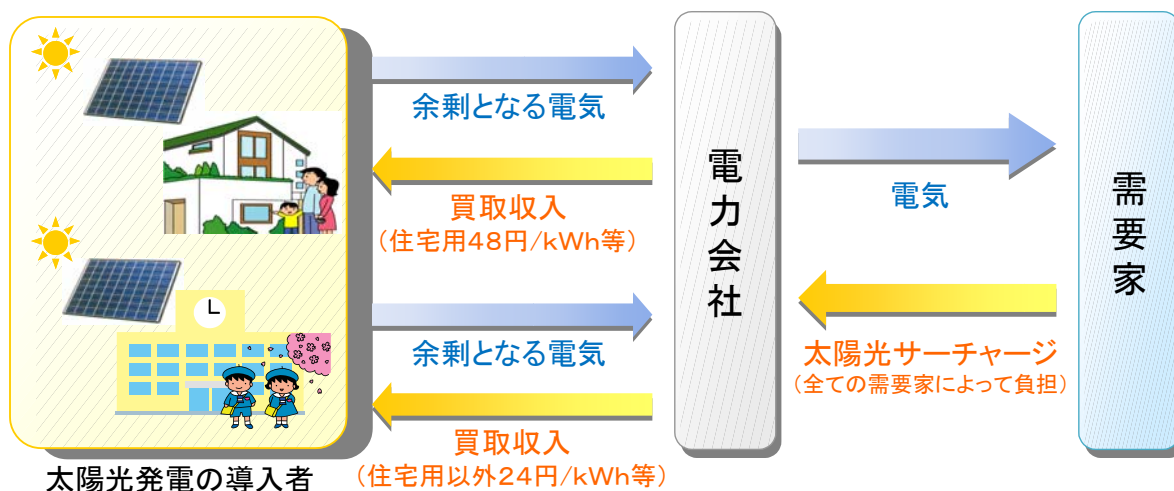 余剰となる電気
買取収入
(住宅用48円/kWh等)
余剰となる電気
買取収入
(住宅用以外24円/kWh等)
太陽光発電の導入者
電力会社
電気
太陽光サーチャージ
(全ての需要家によって負担)
需要家